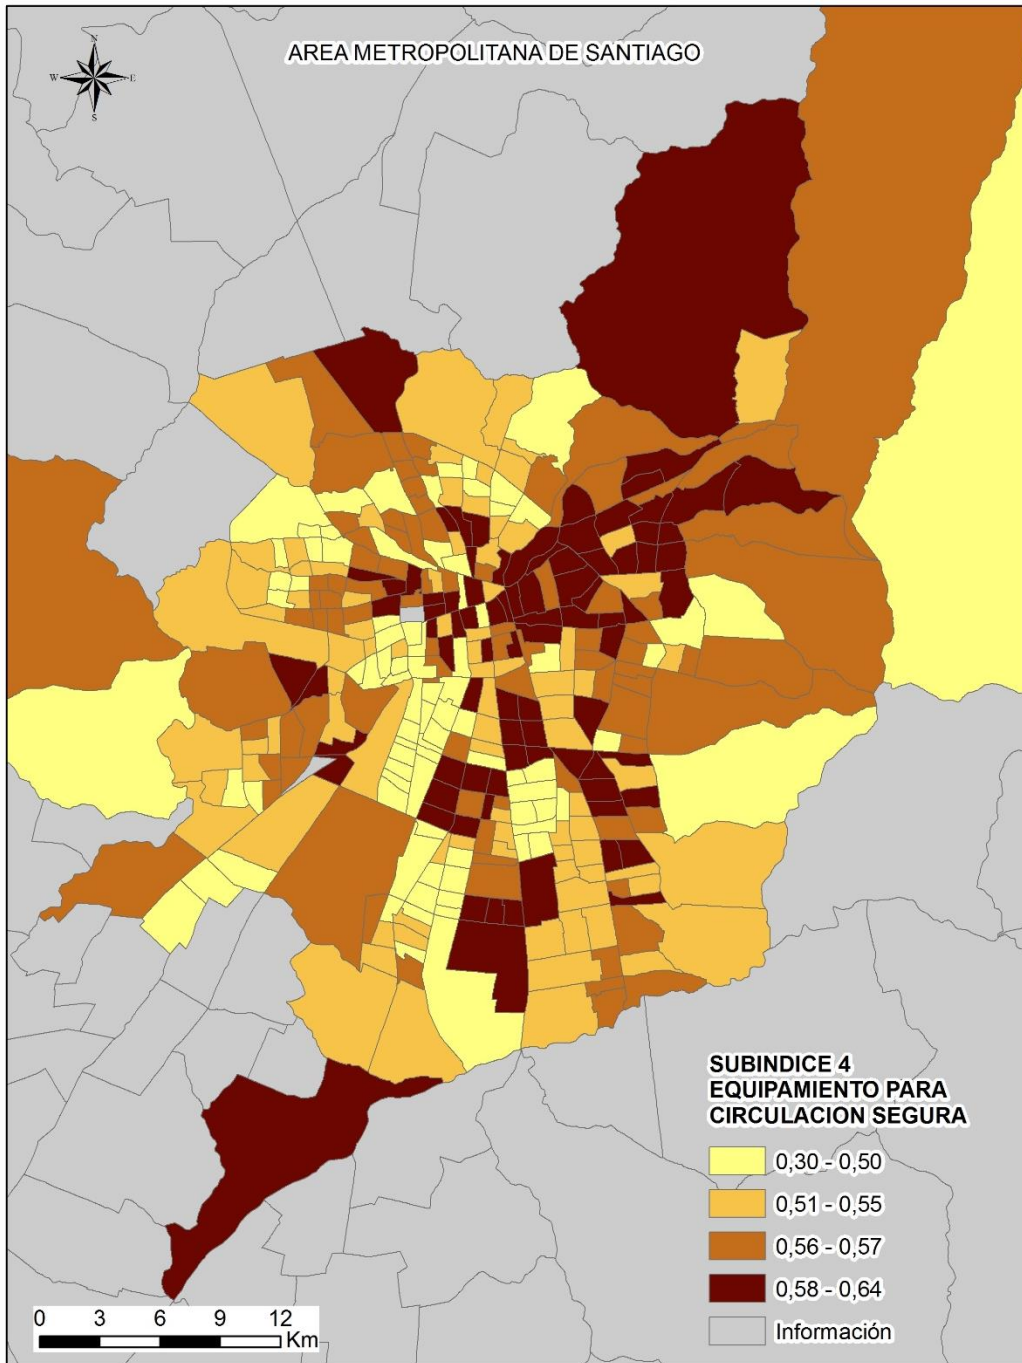 AREA METROPOLITANA DE SANTIAGO
N
W E
S
SUBINDICE 4
EQUIPAMIENTO PARA
CIRCULACION SEGURA
0,30 - 0,50
0,51 - 0,55
0,56 - 0,57
0,58 - 0,64
Información
0 3 6 9 12
Km